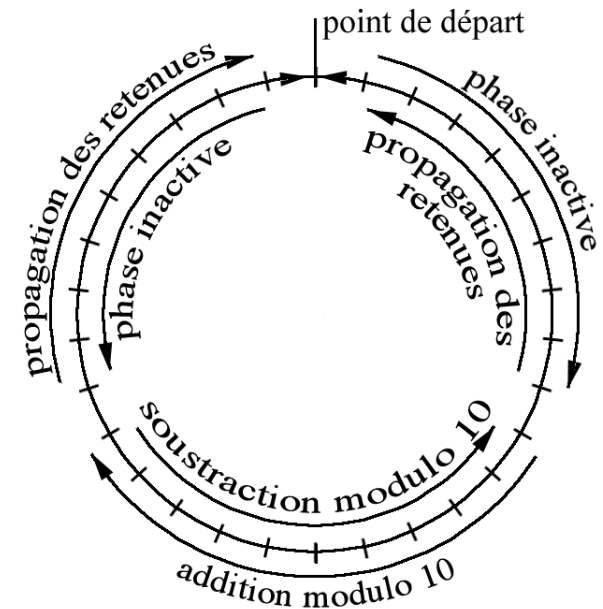 point de départ
propagation des retenues
phase inactive
phase inactive
propagation des
retenues
soustraction modulo 10
addition modulo 10